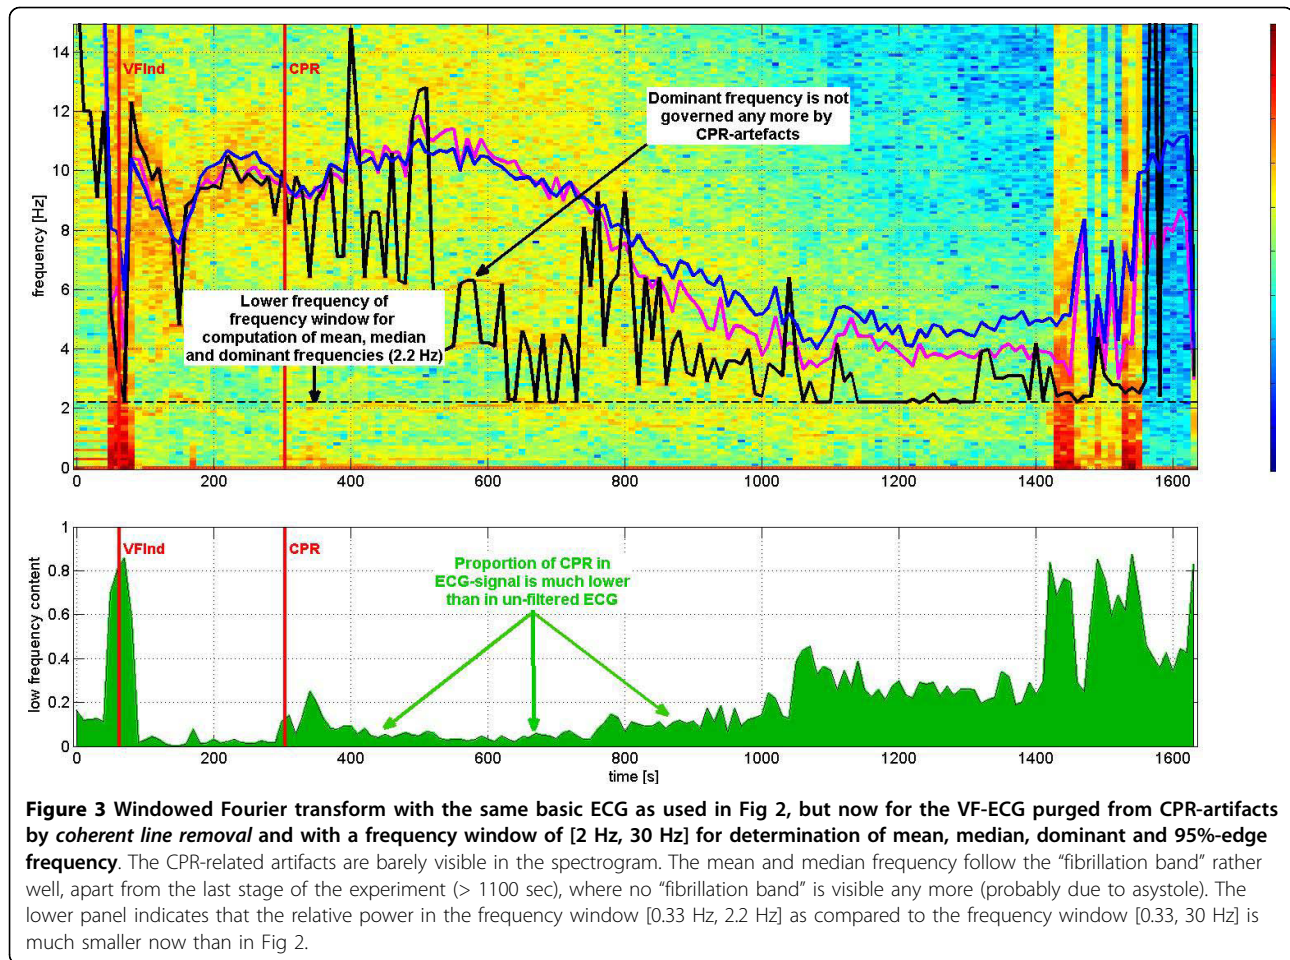 14
12
10
8
6
4
2
0
frequency [Hz]
VFInd
CPR
Dominant frequency is not
governed any more by
CPR-artefacts
Lower frequency of
frequency window for
computation of mean, median
and dominant frequencies (2.2 Hz)
0 200 400 600 800 1000 1200 1400 1600
1
0.8
0.6
0.4
0.2
0
low frequency content
VFInd
CPR
Proportion of CPR in
ECG-signal is much lower
than in un-filtered ECG
0 200 400 600 800 1000 1200 1400 1600
time [s]
Figure 3 Windowed Fourier transform with the same basic ECG as used in Fig 2, but now for the VF-ECG purged from CPR-artifacts
by coherent line removal and with a frequency window of [2 Hz, 30 Hz] for determination of mean, median, dominant and 95%-edge
frequency. The CPR-related artifacts are barely visible in the spectrogram. The mean and median frequency follow the “fibrillation band” rather
well, apart from the last stage of the experiment (> 1100 sec), where no “fibrillation band” is visible any more (probably due to asystole). The
lower panel indicates that the relative power in the frequency window [0.33 Hz, 2.2 Hz] as compared to the frequency window [0.33, 30 Hz] is
much smaller now than in Fig 2.